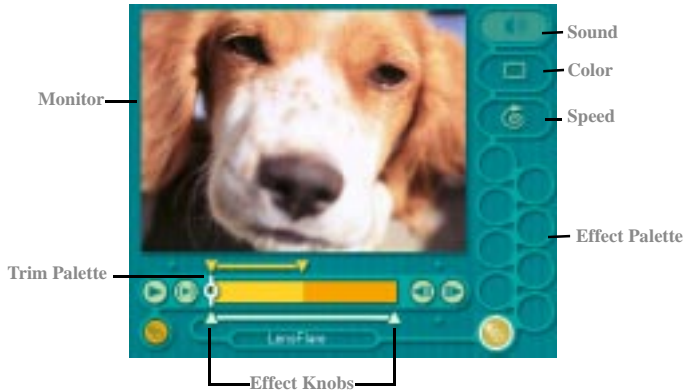 Sound
Color
Monitor
Speed
Effect Palette
Trim Palette
LensFlare
Effect Knobs